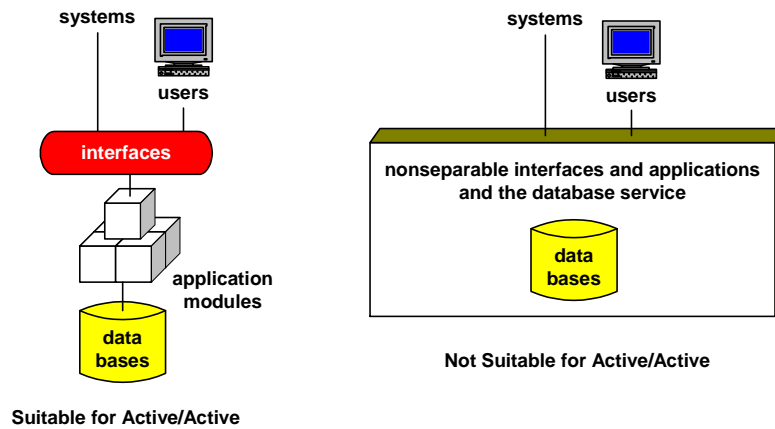 systems
users
interfaces
application
modules
data
bases
Suitable for Active/Active
systems
users
nonseparable interfaces and applications
and the database service
data
bases
Not Suitable for Active/Active